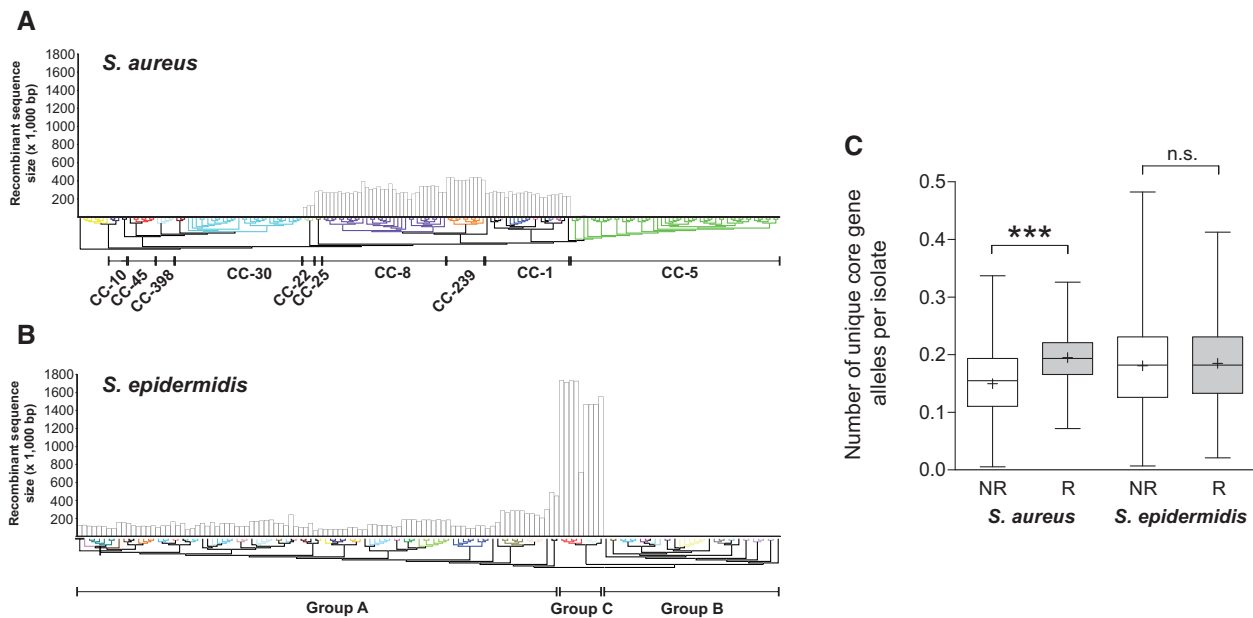 A
S. aureus
Recombinant sequence
size (x 1,000 bp)
1800
1600
1400
1200
1000
800
600
400
200
CC-10
CC-45
CC-398
CC-30
CC-22
CC-25
CC-8
CC-239
CC-1
CC-5
B
S. epidermidis
Recombinant sequence
size (x 1,000 bp)
1800
1600
1400
1200
1000
800
600
400
200
Group A
Group C
Group B
C
Number of unique core gene
alleles per isolate
0.5
0.4
0.3
0.2
0.1
0.0
***
n.s.
NR
R
NR
R
S. aureus
S. epidermidis